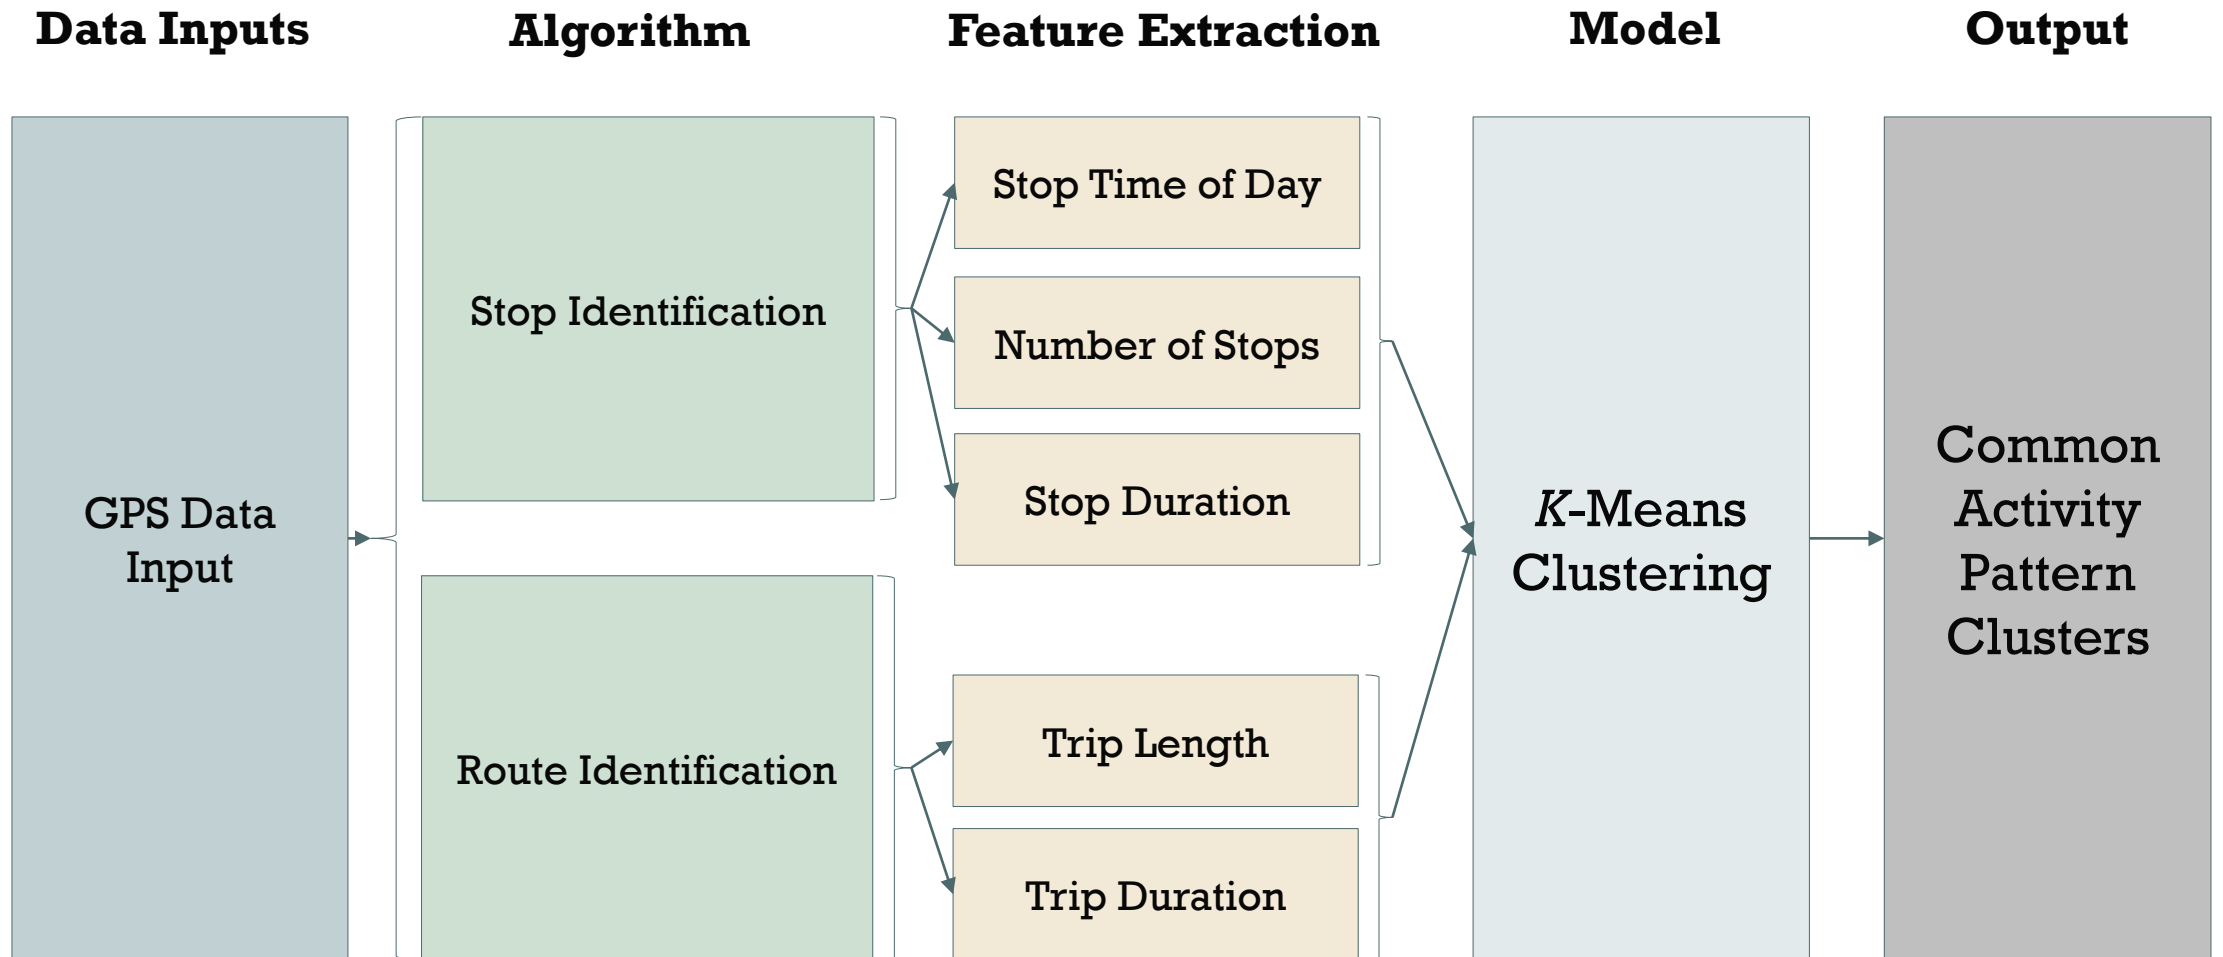 Data Inputs
Algorithm
Feature Extraction
Model
Output
GPS Data
Input
Stop Identification
Route Identification
Stop Time of Day
Number of Stops
Stop Duration
Trip Length
Trip Duration
K-Means
Clustering
Common
Activity
Pattern
Clusters